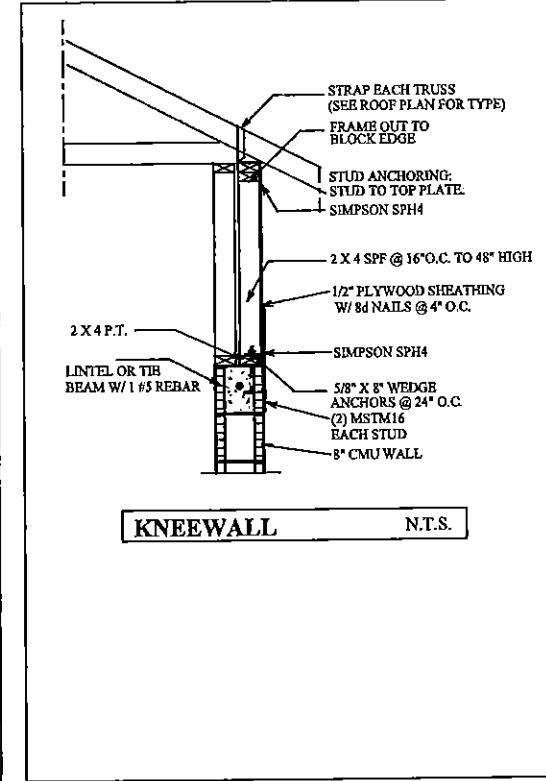 STRAP EACH TRUSS
(SEE ROOF PLAN FOR TYPE)
FRAME OUT TO
BLOCK EDGE
STUD ANCHORING:
STUD TO TOP PLATE:
SIMPSON SPH4
2 X 4 SPF @ 16" O.C. TO 48" HIGH
1/2" PLYWOOD SHEATHING
W/ 8d NAILS @ 4" O.C.
2 X 4 P.T.
SIMPSON SPH4
LINTEL OR TIE
BEAM W/ 1 #5 REBAR
5/8" X 8" WEDGE
ANCHORS @ 24" O.C.
(2) MSTM16
EACH STUD
8" CMU WALL
KNEEWALL N.T.S.